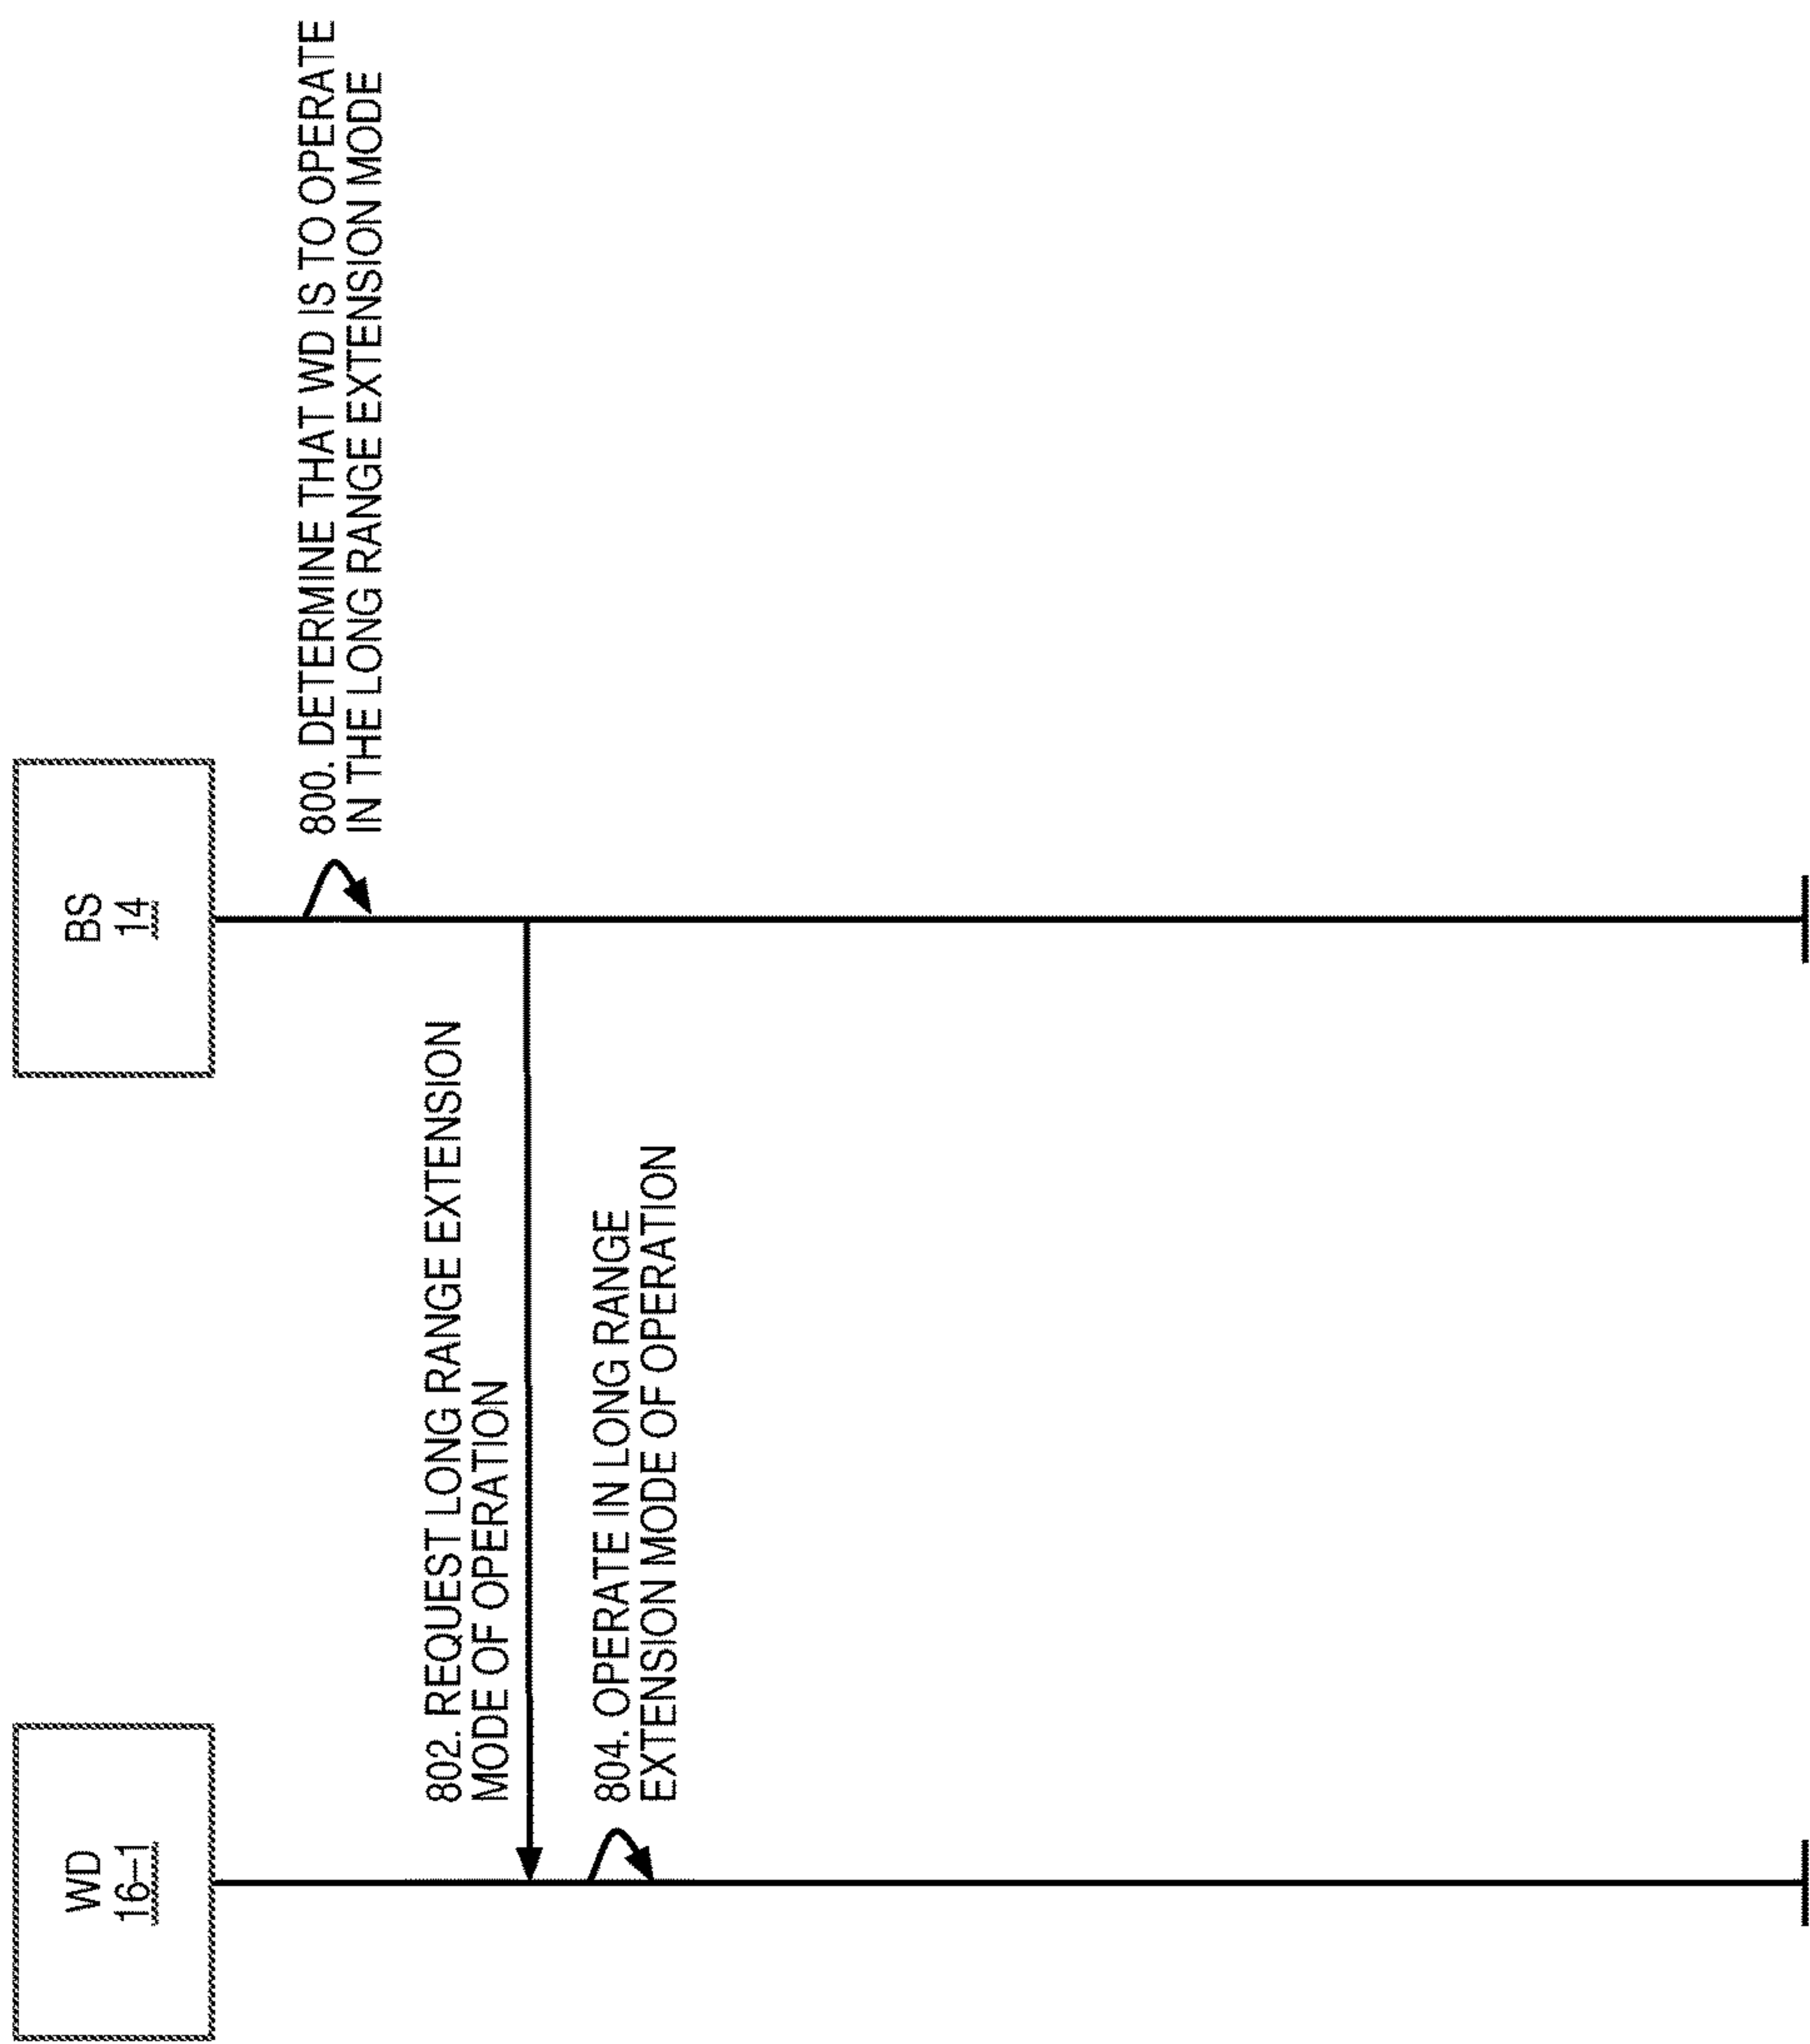 WD
16-1
BS
14
800. DETERMINE THAT WD IS TO OPERATE
IN THE LONG RANGE EXTENSION MODE
802. REQUEST LONG RANGE EXTENSION
MODE OF OPERATION
804. OPERATE IN LONG RANGE
EXTENSION MODE OF OPERATION